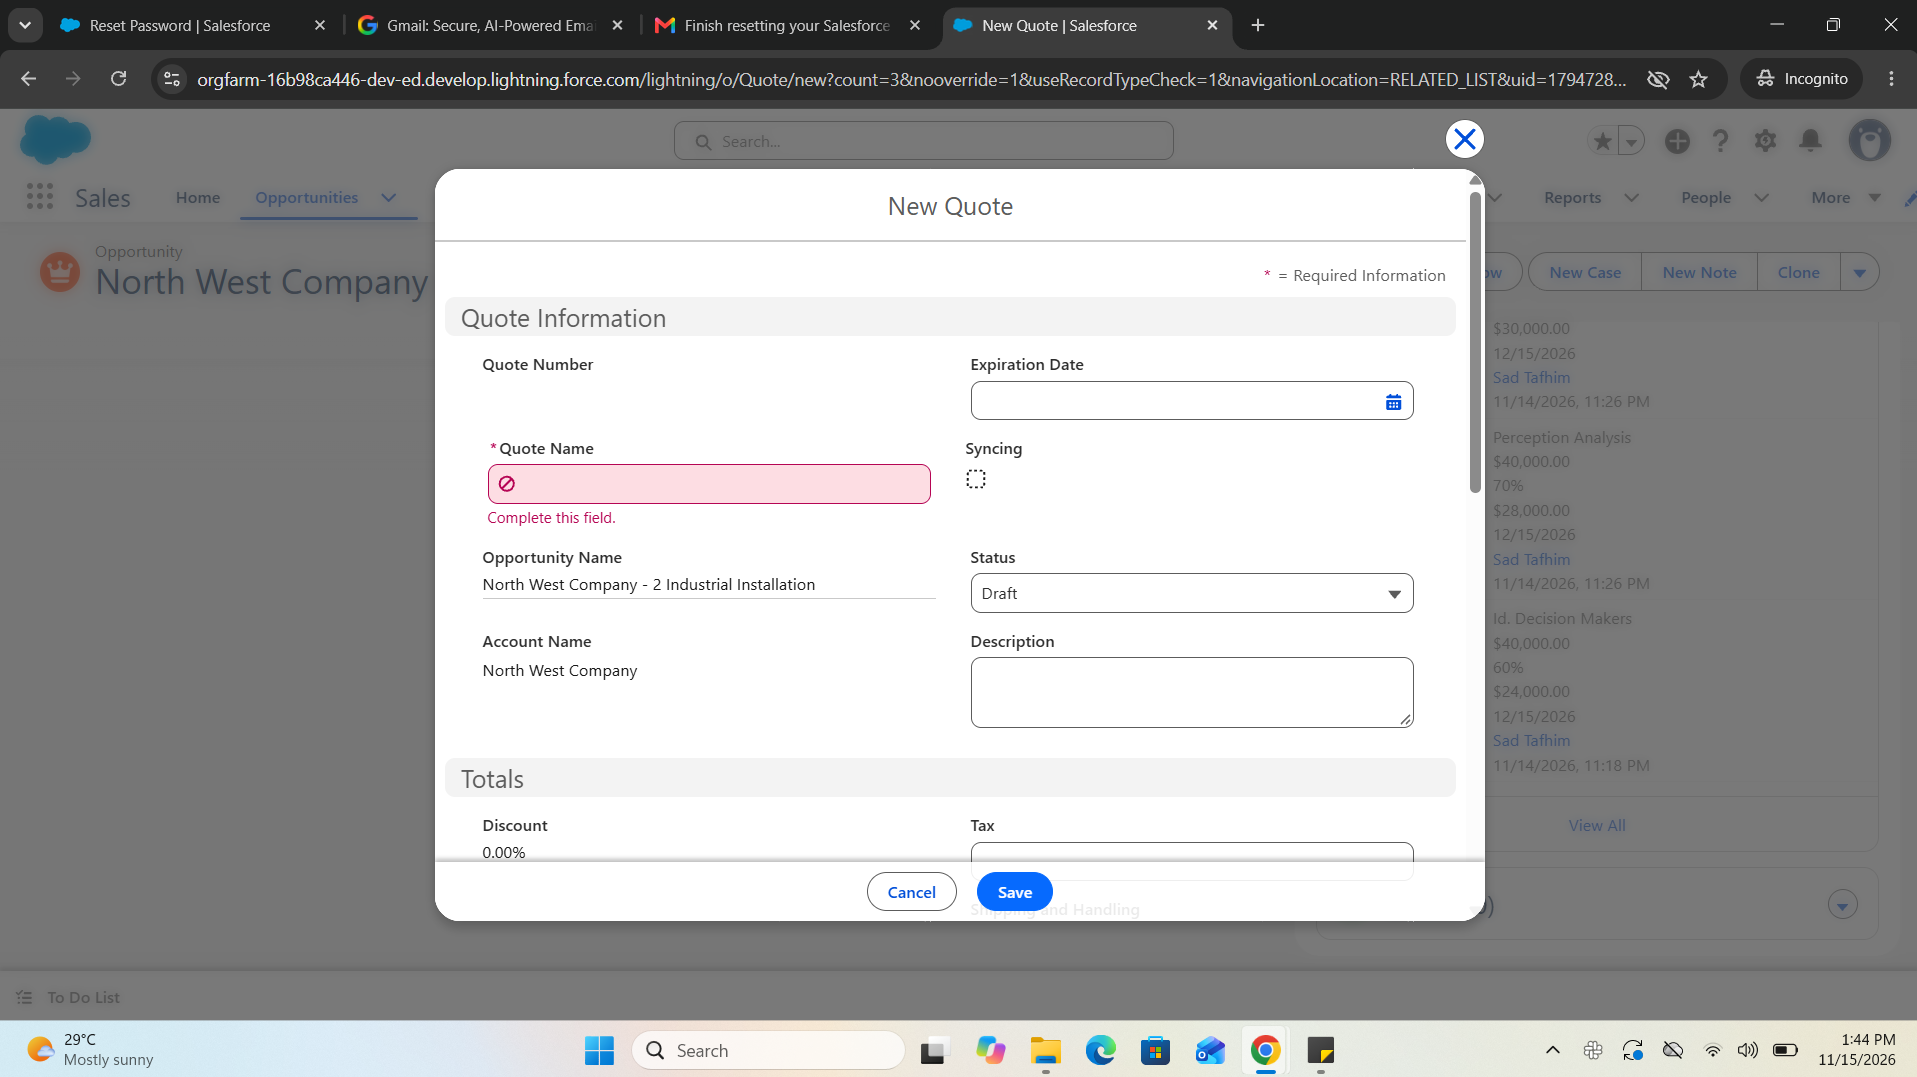 Reset Password | Salesforce
Gmail: Secure, AI-Powered Emai
Finish resetting your Salesforce
New Quote | Salesforce
orgfarm-16b98ca446-dev-ed.develop.lightning.force.com/lightning/o/Quote/new?count=3&nooverride=1&useRecordTypeCheck=1&navigationLocation=RELATED_LIST&uid=1794728...
Incognito
Search...
Sales
Home
Opportunities
Reports
People
More
Opportunity
North West Company
New Case
New Note
Clone
New Quote
* = Required Information
Quote Information
Quote Number
Expiration Date
*Quote Name
Complete this field.
Syncing
Opportunity Name
North West Company - 2 Industrial Installation
Status
Draft
Account Name
North West Company
Description
Totals
Discount
0.00%
Tax
Shipping and Handling
Cancel
Save
$30,000.00
12/15/2026
Sad Tafhim
11/14/2026, 11:26 PM
Perception Analysis
$40,000.00
70%
$28,000.00
12/15/2026
Sad Tafhim
11/14/2026, 11:26 PM
Id. Decision Makers
$40,000.00
60%
$24,000.00
12/15/2026
Sad Tafhim
11/14/2026, 11:18 PM
View All
To Do List
29°C
Mostly sunny
Search
1:44 PM
11/15/2026